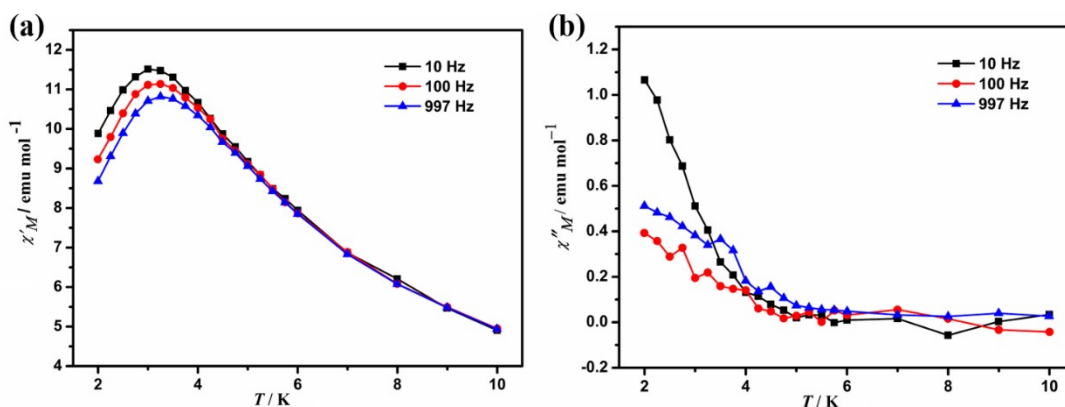 (a)
12
11
10
9
8
7
6
5
4
2 4 6 8 10
T / K
χ′M / emu mol⁻¹
10 Hz
100 Hz
997 Hz
(b)
1.2
1.0
0.8
0.6
0.4
0.2
0.0
-0.2
2 4 6 8 10
T / K
χ″M / emu mol⁻¹
10 Hz
100 Hz
997 Hz